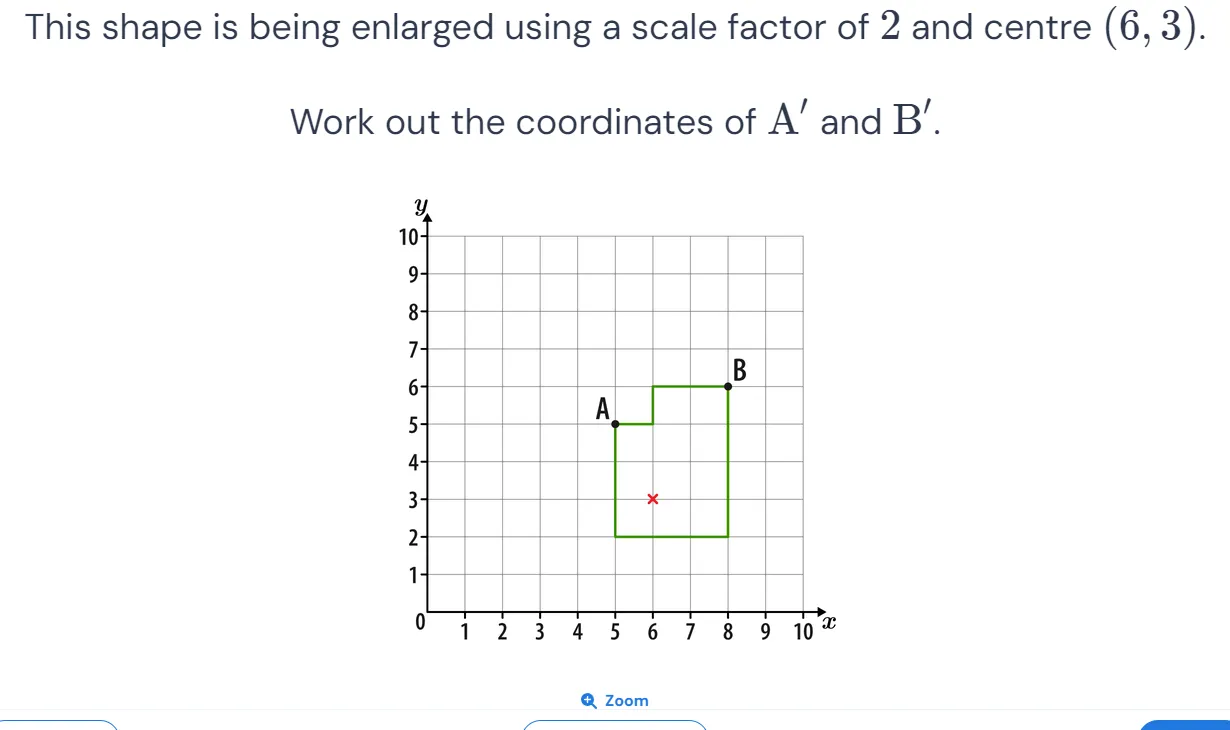 This shape is being enlarged using a scale factor of 2 and centre (6, 3).
Work out the coordinates of A′ and B′.
y
10
9
8
7
6
5
4
3
2
1
0
A
B
1 2 3 4 5 6 7 8 9 10 x
Zoom